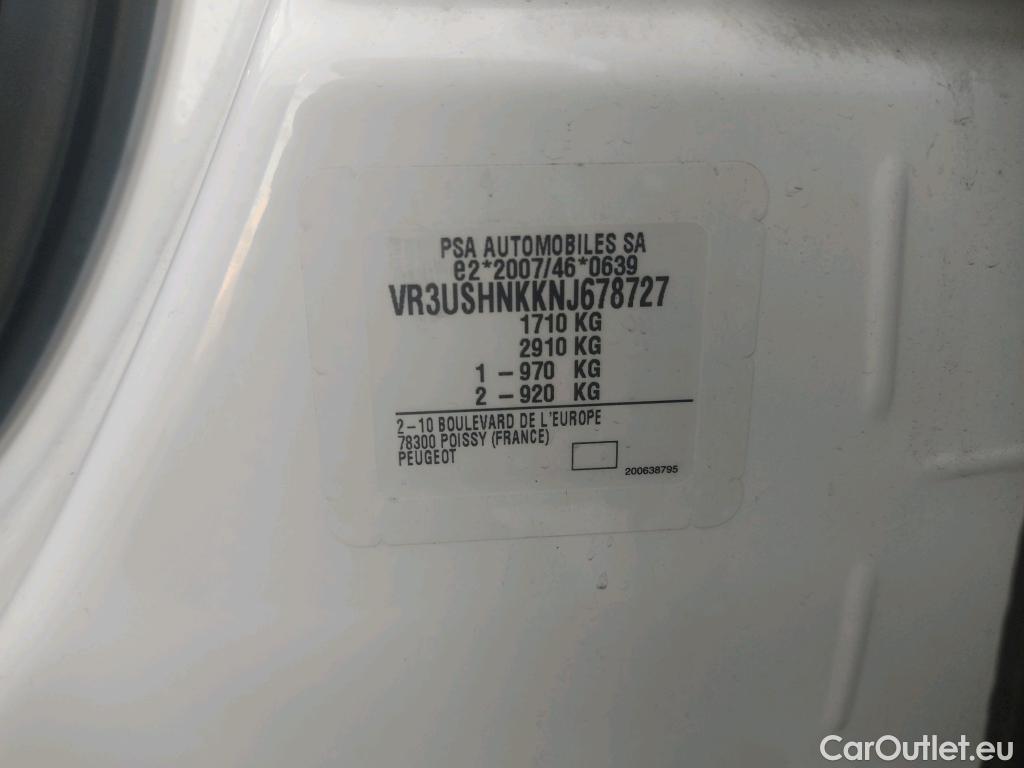 PSA AUTOMOBILES SA
e2*2007/46*0639
VR3USHNKKNJ678727
1710 KG
2910 KG
1 – 970 KG
2 – 920 KG
2–10 BOULEVARD DE L'EUROPE
78300 POISSY (FRANCE)
PEUGEOT
200638795
CarOutlet.eu